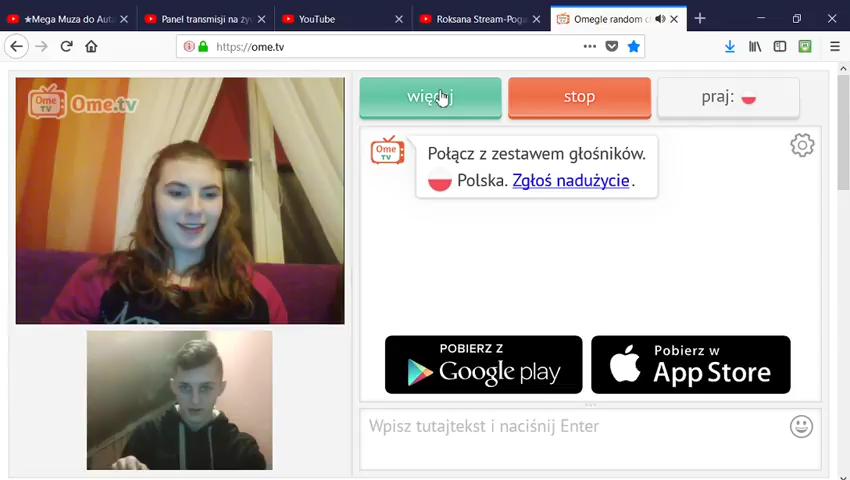 ★Mega Muza do Auta
Panel transmisji na ży
YouTube
Roksana Stream-Poga
Omegle random c
https://ome.tv
Ome.tv
więcej
stop
praj:
Ome
TV
Połącz z zestawem głośników.
Polska. Zgłoś nadużycie.
POBIERZ Z
Google play
Pobierz w
App Store
Wpisz tutajtekst i naciśnij Enter